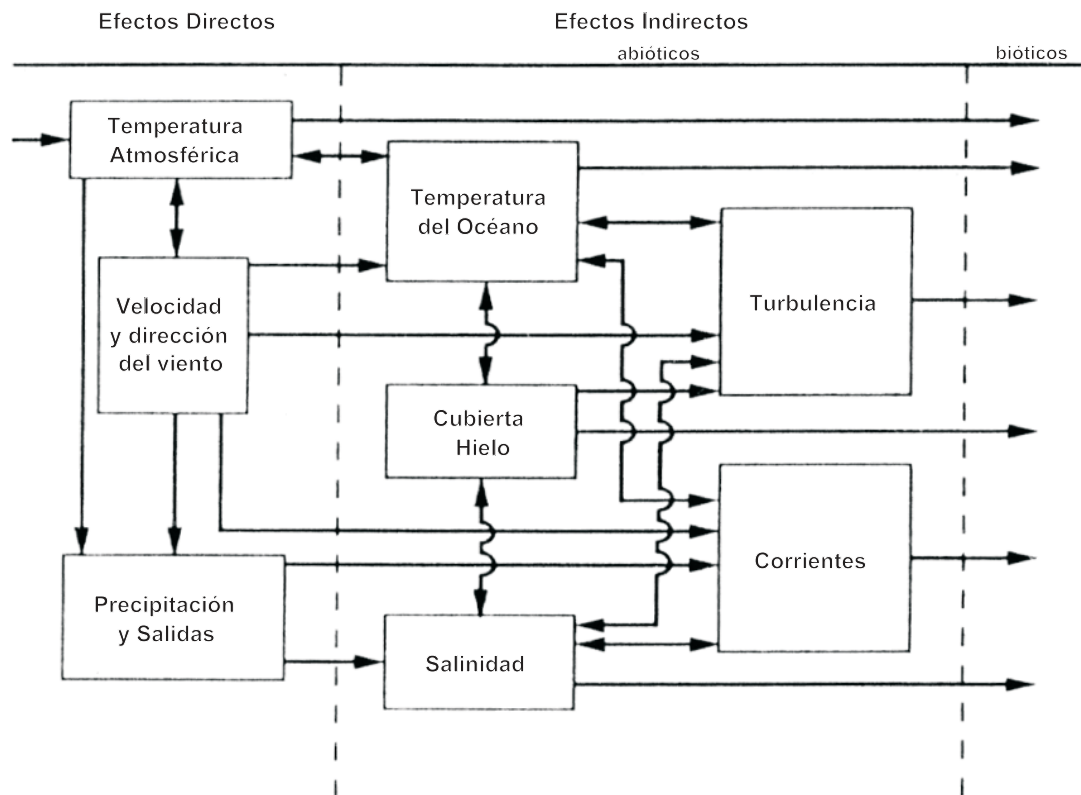 Efectos Directos
Efectos Indirectos
abióticos
bióticos
Temperatura
Atmosférica
Temperatura
del Océano
Velocidad
y dirección
del viento
Turbulencia
Cubierta
Hielo
Corrientes
Precipitación
y Salidas
Salinidad